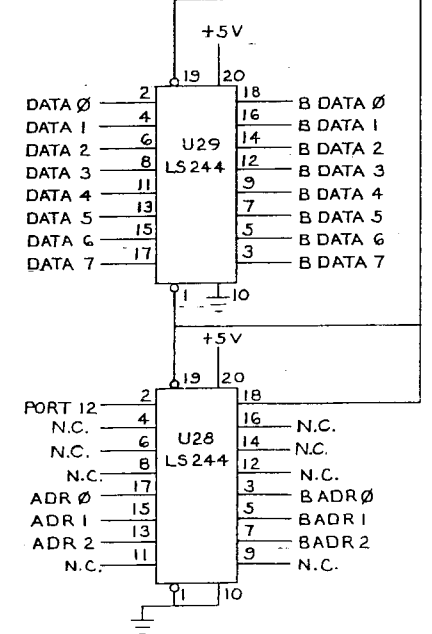 +5V
19 20
2 18
DATA Ø B DATA Ø
4 16
DATA 1 B DATA 1
6 14
DATA 2 U29 B DATA 2
8 12
DATA 3 LS244 B DATA 3
11 9
DATA 4 B DATA 4
13 7
DATA 5 B DATA 5
15 5
DATA 6 B DATA 6
17 3
DATA 7 B DATA 7
1 10
+5V
19 20
2 18
PORT 12
4 16
N.C. N.C.
6 14
N.C. U28 N.C.
8 12
N.C. LS244 N.C.
17 3
ADR Ø BADR Ø
15 5
ADR 1 BADR 1
13 7
ADR 2 BADR 2
11 9
N.C. N.C.
1 10